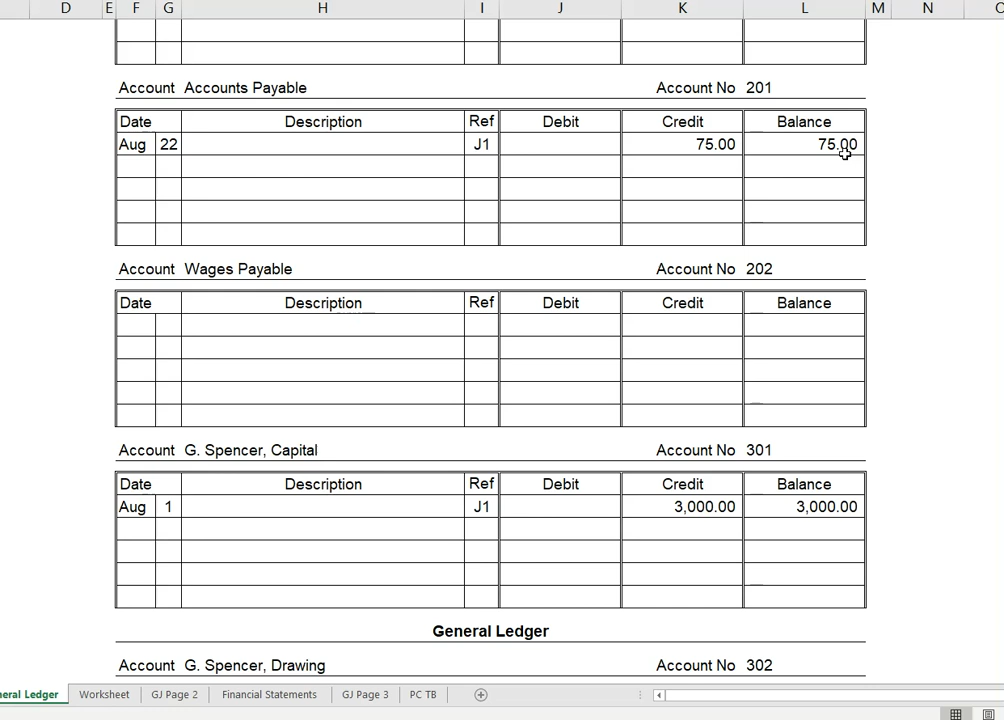 D E F G H I J K L M N
Account Accounts Payable Account No 201
Date Description Ref Debit Credit Balance
Aug 22 J1 75.00 75.00
Account Wages Payable Account No 202
Date Description Ref Debit Credit Balance
Account G. Spencer, Capital Account No 301
Date Description Ref Debit Credit Balance
Aug 1 J1 3,000.00 3,000.00
General Ledger
Account G. Spencer, Drawing Account No 302
Ledger Worksheet GJ Page 2 Financial Statements GJ Page 3 PC TB